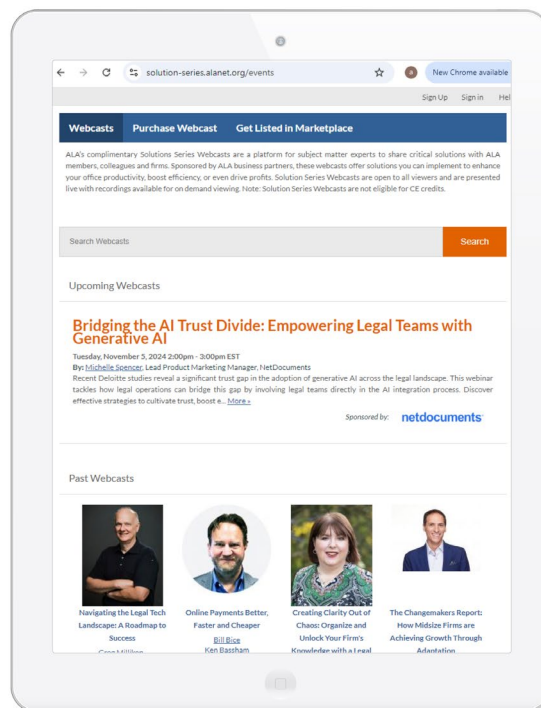 solution-series.alanet.org/events
a
New Chrome available
Sign Up Sign in Hel
Webcasts Purchase Webcast Get Listed in Marketplace
ALA's complimentary Solutions Series Webcasts are a platform for subject matter experts to share critical solutions with ALA
members, colleagues and firms. Sponsored by ALA business partners, these webcasts offer solutions you can implement to enhance
your office productivity, boost efficiency, or even drive profits. Solution Series Webcasts are open to all viewers and are presented
live with recordings available for on demand viewing. Note: Solution Series Webcasts are not eligible for CE credits.
Search Webcasts Search
Upcoming Webcasts
Bridging the AI Trust Divide: Empowering Legal Teams with
Generative AI
Tuesday, November 5, 2024 2:00pm - 3:00pm EST
By: Michelle Spencer, Lead Product Marketing Manager, NetDocuments
Recent Deloitte studies reveal a significant trust gap in the adoption of generative AI across the legal landscape. This webinar
tackles how legal operations can bridge this gap by involving legal teams directly in the AI integration process. Discover
effective strategies to cultivate trust, boost e... More »
Sponsored by: netdocuments
Past Webcasts
Navigating the Legal Tech
Landscape: A Roadmap to
Success
Online Payments Better,
Faster and Cheaper
Bill Bice
Ken Bassham
Creating Clarity Out of
Chaos: Organize and
Unlock Your Firm's
Knowledge with a Legal
The Changemakers Report:
How Midsize Firms are
Achieving Growth Through
Adaptation